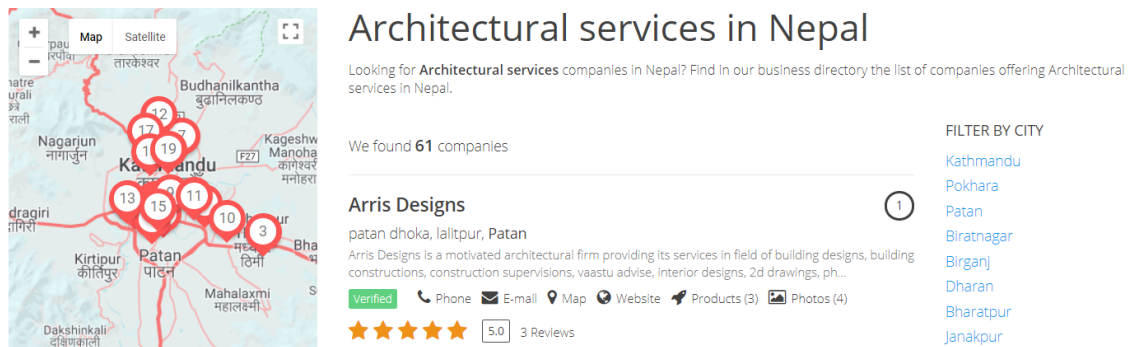 Map
Satellite
तारकेश्वर
Budhanilkantha
बुढानिलकण्ठ
12
17
7
19
Nagarjun
नागार्जुन
F27
13
15
9
11
10
3
Kirtipur
कीर्तिपुर
Patan
पाटन
ठिमी
Mahalaxmi
महालक्ष्मी
Dakshinkali
दक्षिणकाली
Architectural services in Nepal
Looking for Architectural services companies in Nepal? Find in our business directory the list of companies offering Architectural
services in Nepal.
We found 61 companies
Arris Designs
1
patan dhoka, lalitpur, Patan
Arris Designs is a motivated architectural firm providing its services in field of building designs, building
constructions, construction supervisions, vaastu advise, interior designs, 2d drawings, ph...
Verified Phone E-mail Map Website Products (3) Photos (4)
5.0 3 Reviews
FILTER BY CITY
Kathmandu
Pokhara
Patan
Biratnagar
Birganj
Dharan
Bharatpur
Janakpur